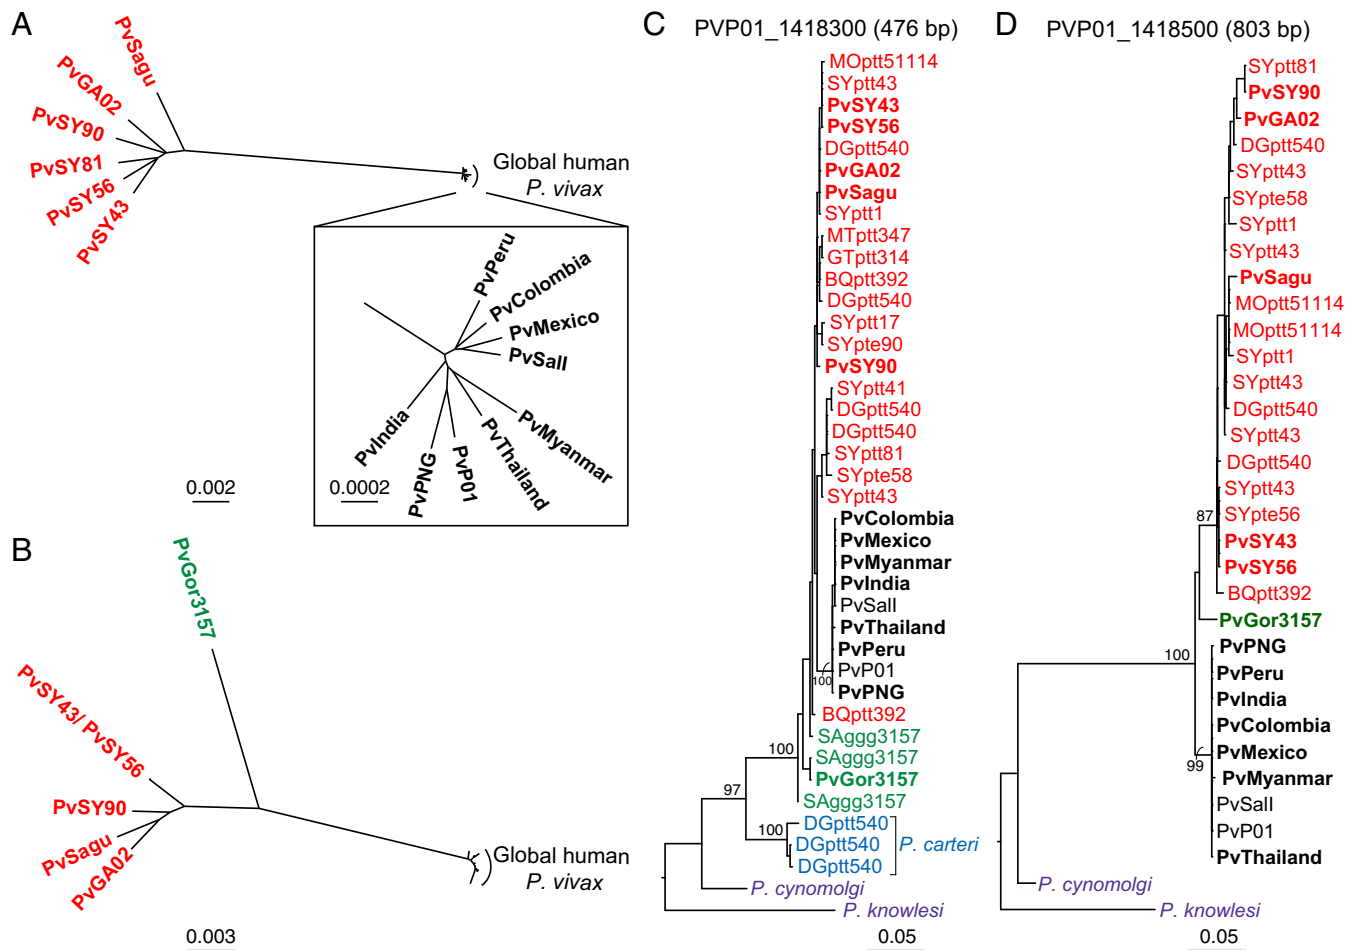 A
PvSagu
PvGA02
PvSY90
PvSY81
PvSY56
PvSY43
Global human
P. vivax
PvPeru
PvColombia
PvMexico
PvSalI
PvMyanmar
PvThailand
PvP01
PvPNG
PvIndia
0.002
0.0002
B
PvGor3157
PvSY43/ PvSY56
PvSY90
PvSagu
PvGA02
Global human
P. vivax
0.003
C
PVP01_1418300 (476 bp)
MOptt51114
SYptt43
PvSY43
PvSY56
DGptt540
PvGA02
PvSagu
SYptt1
MTptt347
GTptt314
BQptt392
DGptt540
SYptt17
SYpte90
PvSY90
SYptt41
DGptt540
DGptt540
SYptt81
SYpte58
SYptt43
PvColombia
PvMexico
PvMyanmar
PvIndia
PvSalI
PvThailand
PvPeru
PvP01
100
PvPNG
BQptt392
SAggg3157
100
SAggg3157
PvGor3157
97
SAggg3157
DGptt540
100
DGptt540
P. carteri
DGptt540
P. cynomolgi
P. knowlesi
0.05
D
PVP01_1418500 (803 bp)
SYptt81
PvSY90
PvGA02
DGptt540
SYptt43
SYpte58
SYptt1
SYptt43
PvSagu
MOptt51114
MOptt51114
SYptt1
SYptt43
DGptt540
SYptt43
DGptt540
SYptt43
87
SYpte56
PvSY43
PvSY56
BQptt392
PvGor3157
PvPNG
100
PvPeru
PvIndia
PvColombia
PvMexico
99
PvMyanmar
PvSalI
PvP01
PvThailand
P. cynomolgi
P. knowlesi
0.05